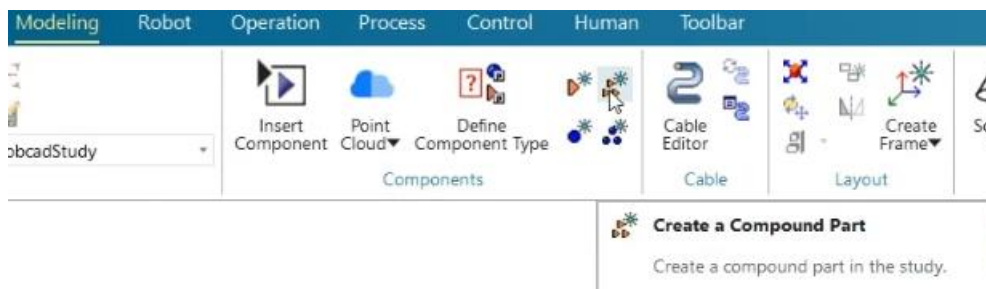 Modeling Robot Operation Process Control Human Toolbar
Insert Component
Point Cloud▼
Define Component Type
Cable Editor
Create Frame▼
obcadStudy
Components
Cable
Layout
Create a Compound Part
Create a compound part in the study.